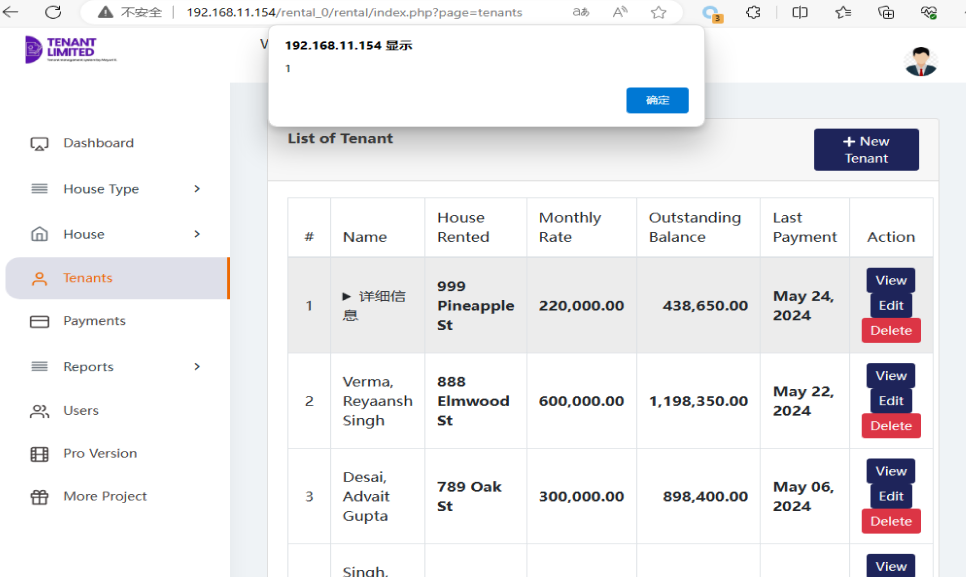 不安全 192.168.11.154/rental_0/rental/index.php?page=tenants
3
192.168.11.154 显示
1
确定
TENANT
LIMITED
V
Dashboard
House Type
House
Tenants
Payments
Reports
Users
Pro Version
More Project
List of Tenant
+ New
Tenant
# Name House Rented Monthly Rate Outstanding Balance Last Payment Action
1 ▶ 详细信息 999 Pineapple St 220,000.00 438,650.00 May 24, 2024 View Edit Delete
2 Verma, Reyaansh Singh 888 Elmwood St 600,000.00 1,198,350.00 May 22, 2024 View Edit Delete
3 Desai, Advait Gupta 789 Oak St 300,000.00 898,400.00 May 06, 2024 View Edit Delete
Singh, View